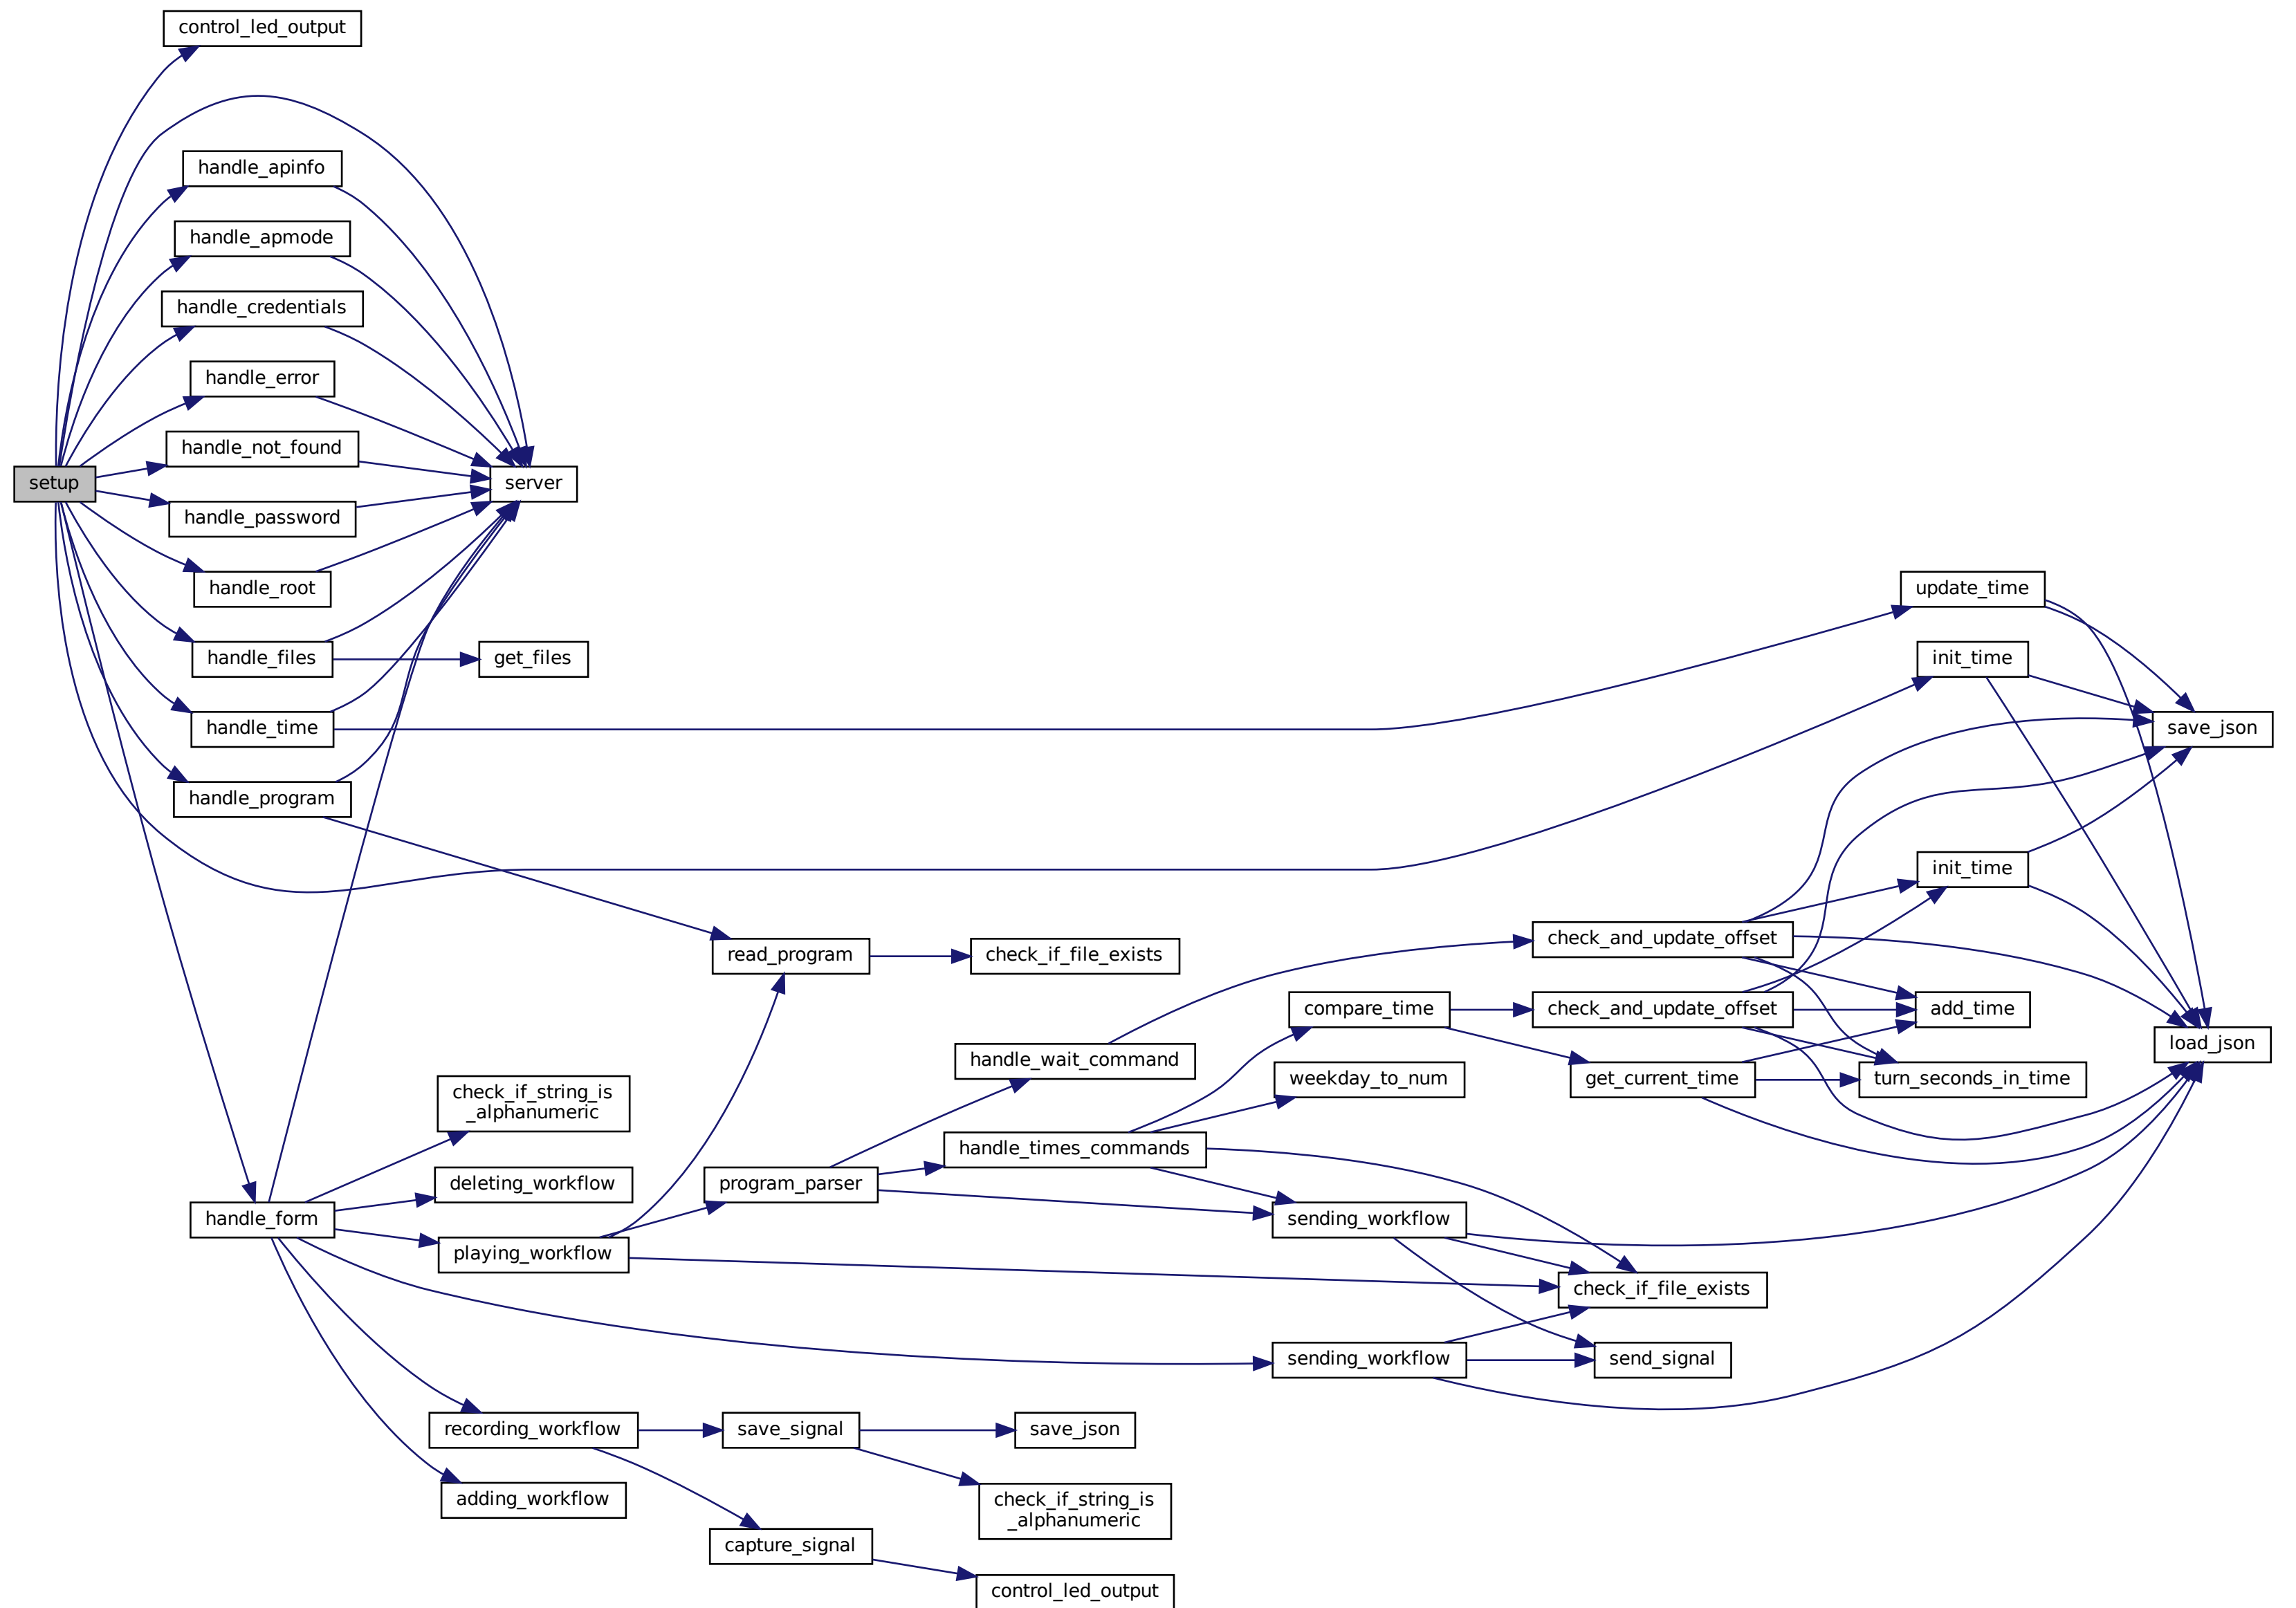 control_led_output
handle_apinfo
handle_apmode
handle_credentials
handle_error
handle_not_found
setup
server
handle_password
handle_root
update_time
handle_files
get_files
init_time
handle_time
save_json
handle_program
init_time
check_and_update_offset
read_program
check_if_file_exists
compare_time
check_and_update_offset
add_time
load_json
handle_wait_command
weekday_to_num
get_current_time
turn_seconds_in_time
check_if_string_is
_alphanumeric
handle_times_commands
deleting_workflow
program_parser
handle_form
sending_workflow
playing_workflow
check_if_file_exists
sending_workflow
send_signal
recording_workflow
save_signal
save_json
adding_workflow
check_if_string_is
_alphanumeric
capture_signal
control_led_output